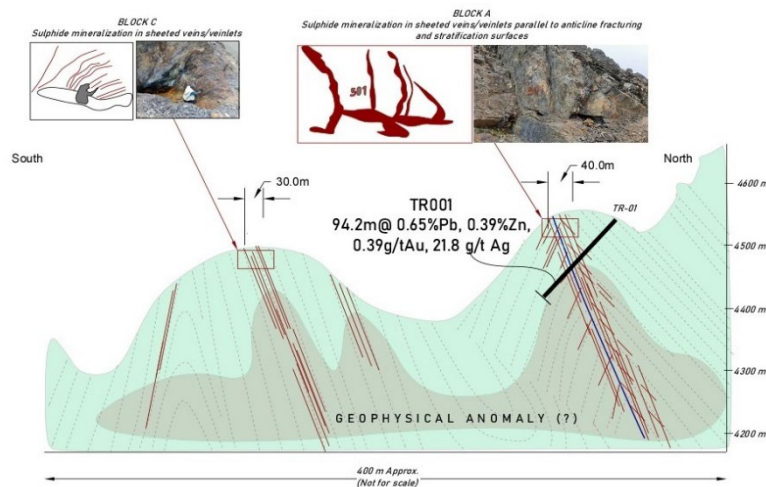 BLOCK C
Sulphide mineralization in sheeted veins/veinlets
BLOCK A
Sulphide mineralization in sheeted veins/veinlets parallel to anticline fracturing
and stratification surfaces
501
South
North
30.0m
40.0m
TR001
94.2m@ 0.65%Pb, 0.39%Zn,
0.39g/tAu, 21.8 g/t Ag
TR-01
4600 m
4500 m
4400 m
4300 m
4200 m
GEOPHYSICAL ANOMALY (?)
400 m Approx.
(Not for scale)